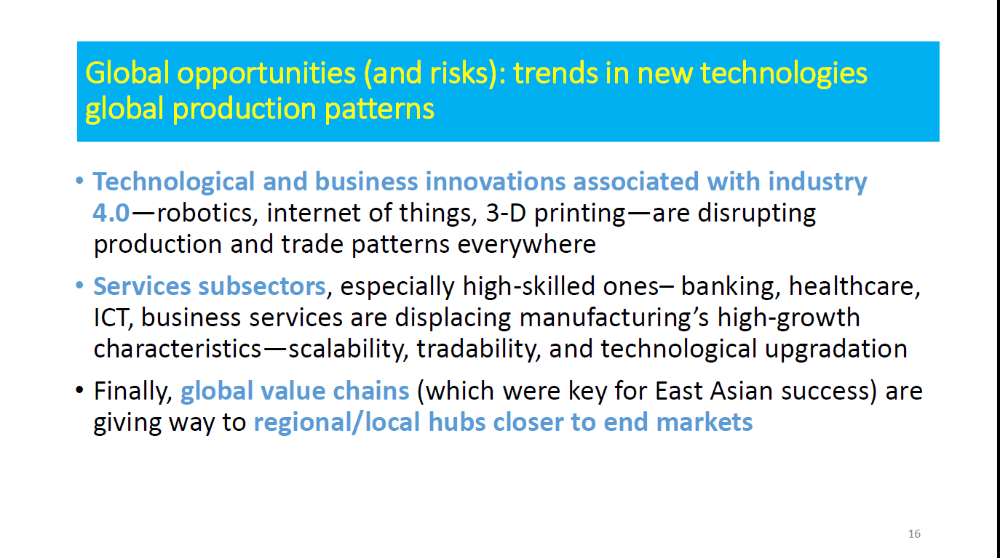 Global opportunities (and risks): trends in new technologies
global production patterns
• Technological and business innovations associated with industry
4.0—robotics, internet of things, 3-D printing—are disrupting
production and trade patterns everywhere
• Services subsectors, especially high-skilled ones– banking, healthcare,
ICT, business services are displacing manufacturing’s high-growth
characteristics—scalability, tradability, and technological upgradation
• Finally, global value chains (which were key for East Asian success) are
giving way to regional/local hubs closer to end markets
16